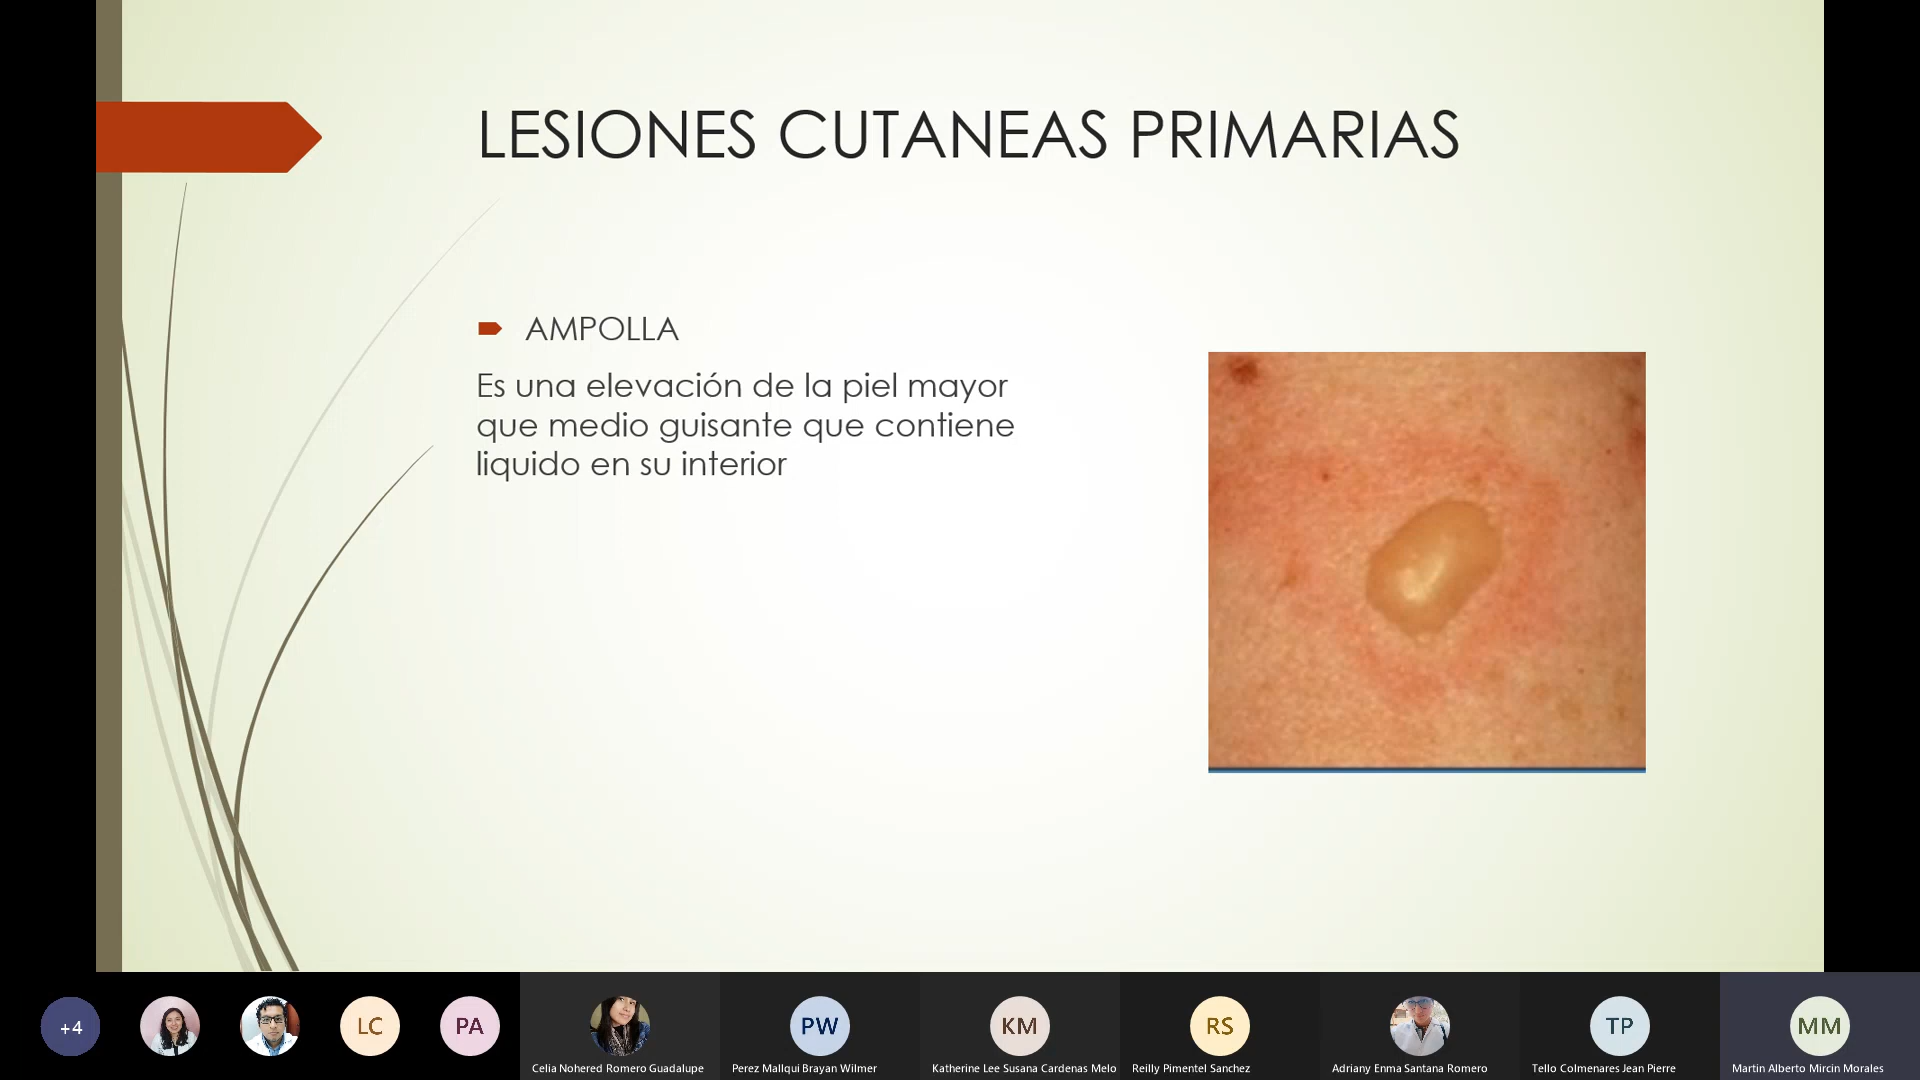 LESIONES CUTANEAS PRIMARIAS
AMPOLLA
Es una elevación de la piel mayor
que medio guisante que contiene
liquido en su interior
+4
LC
PA
PW
KM
RS
TP
MM
Celia Nohered Romero Guadalupe
Perez Mallqui Brayan Wilmer
Katherine Lee Susana Cardenas Melo
Reilly Pimentel Sanchez
Adriany Enma Santana Romero
Tello Colmenares Jean Pierre
Martin Alberto Mircin Morales